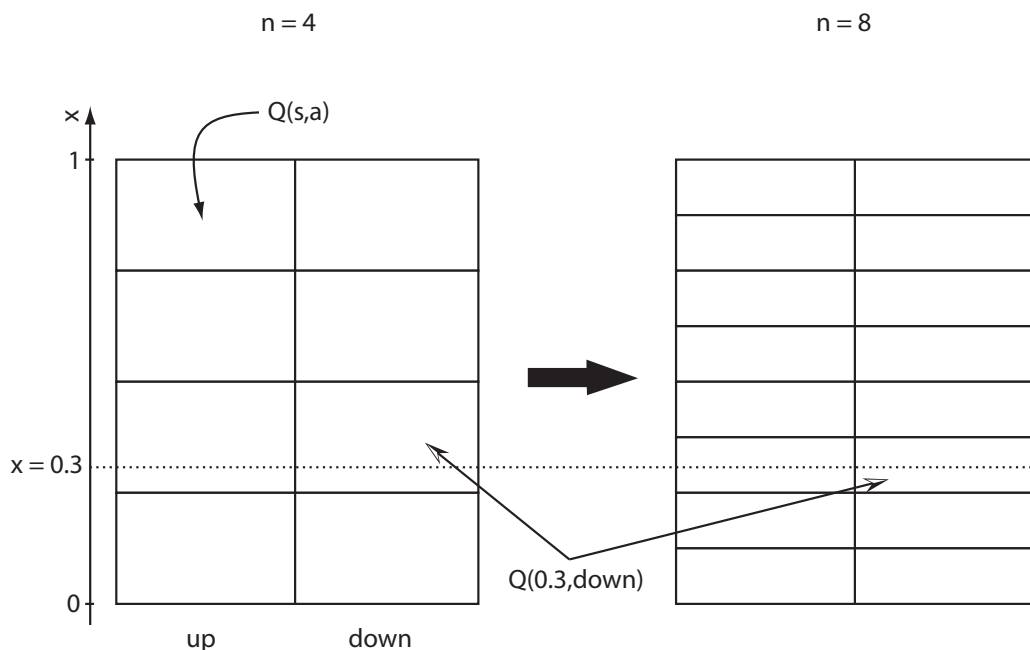 n = 4
n = 8
Q(s,a)
x
1
x = 0.3
Q(0.3,down)
0
up
down